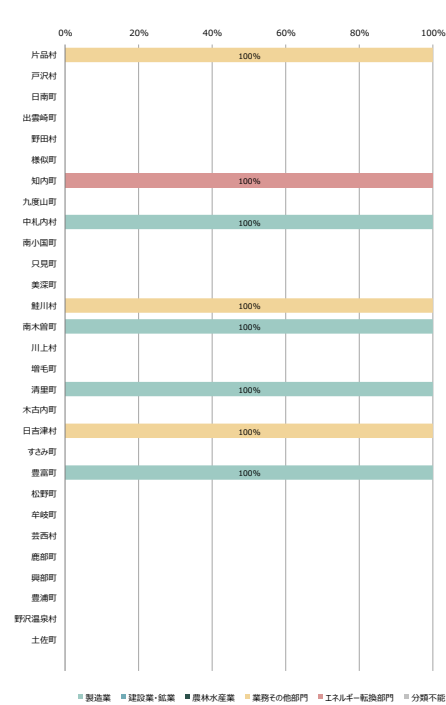 0% 20% 40% 60% 80% 100%
片品村 100%
戸沢村
日南町
出雲崎町
野田村
様似町
知内町 100%
九度山町
中札内村 100%
南小国町
只見町
美深町
鮭川村 100%
南木曽町 100%
川上村
増毛町
清里町 100%
木古内町
日吉津村 100%
すさみ町
豊富町 100%
松野町
牟岐町
芸西村
鹿部町
興部町
豊浦町
野沢温泉村
土佐町
製造業 建設業・鉱業 農林水産業 業務その他部門 エネルギー転換部門 分類不能